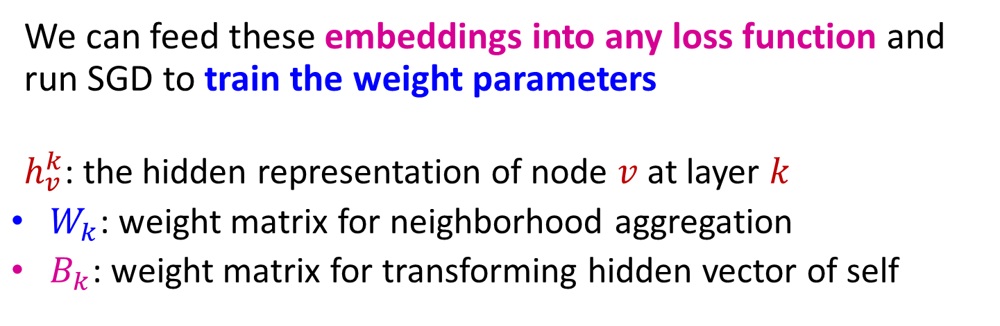 We can feed these embeddings into any loss function and
run SGD to train the weight parameters
$h_v^k$: the hidden representation of node $v$ at layer $k$
• $W_k$: weight matrix for neighborhood aggregation
• $B_k$: weight matrix for transforming hidden vector of self